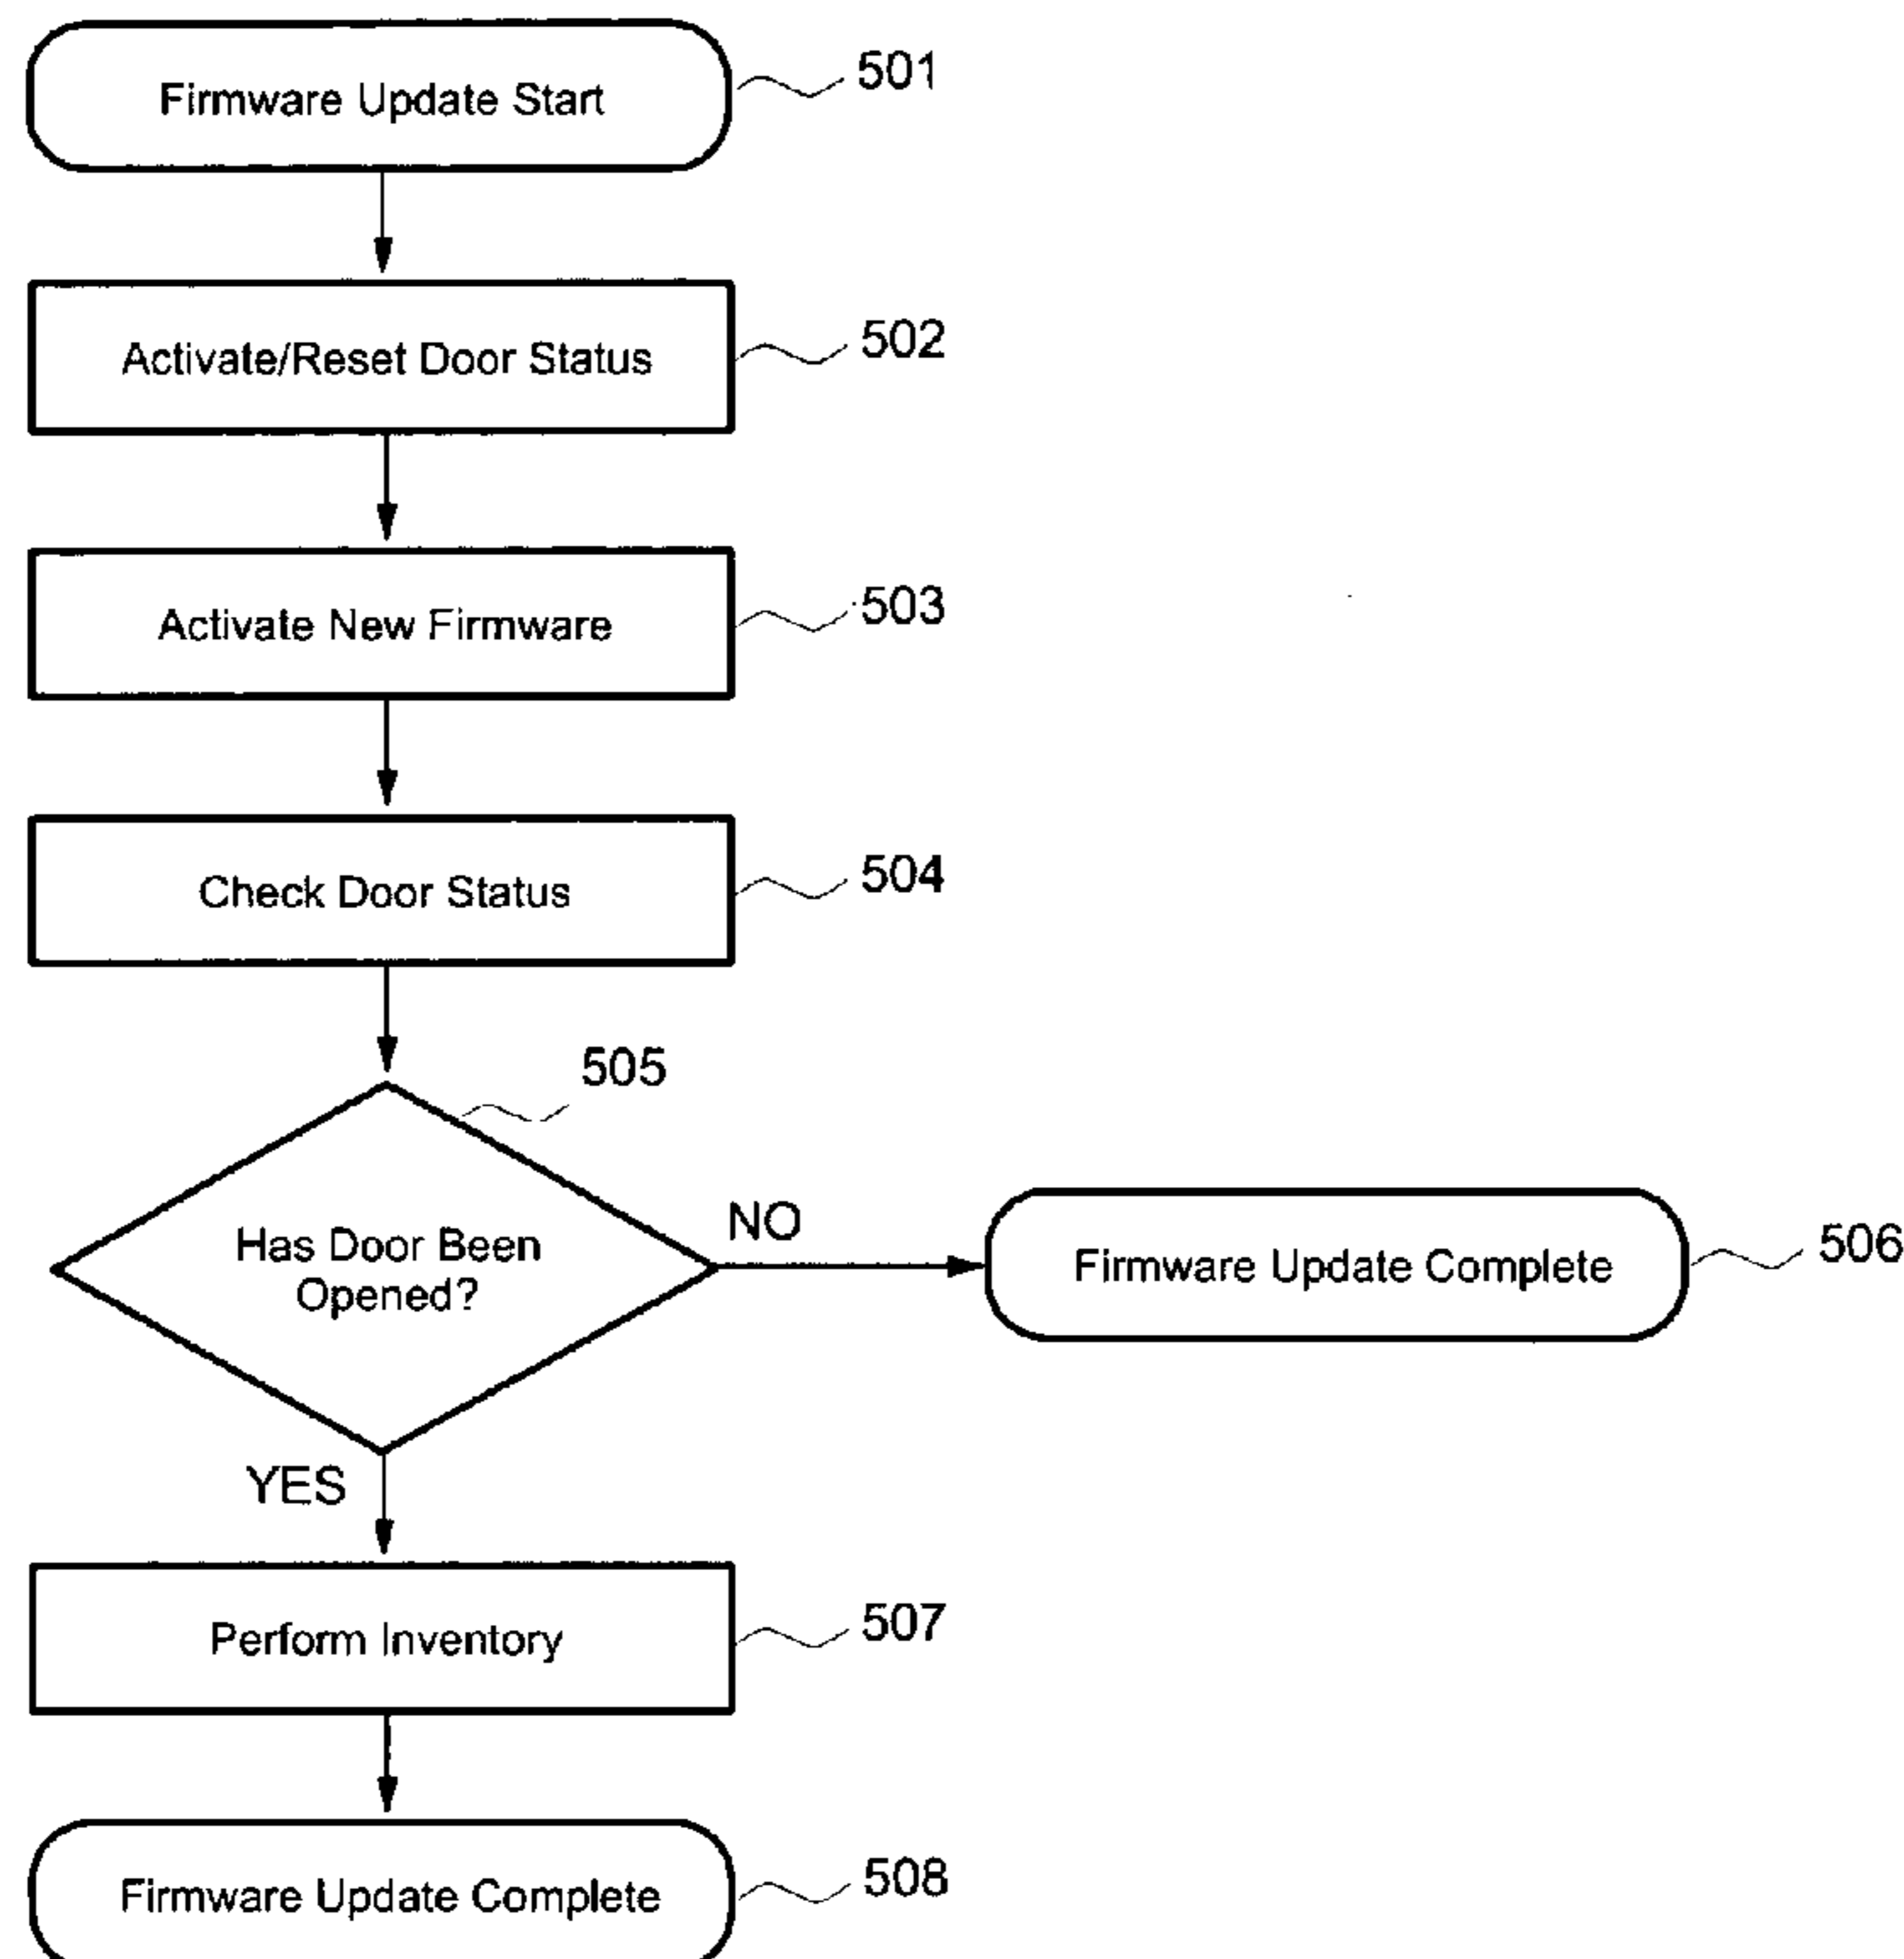 Firmware Update Start
501
Activate/Reset Door Status
502
Activate New Firmware
503
Check Door Status
504
505
Has Door Been
Opened?
NO
Firmware Update Complete
506
YES
Perform Inventory
507
Firmware Update Complete
508